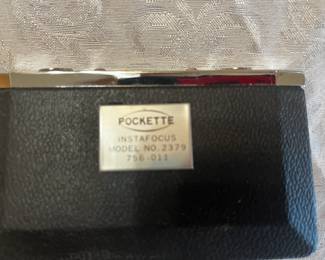 POCKETTE
INSTAFOCUS
MODEL NO. 2379
756-011